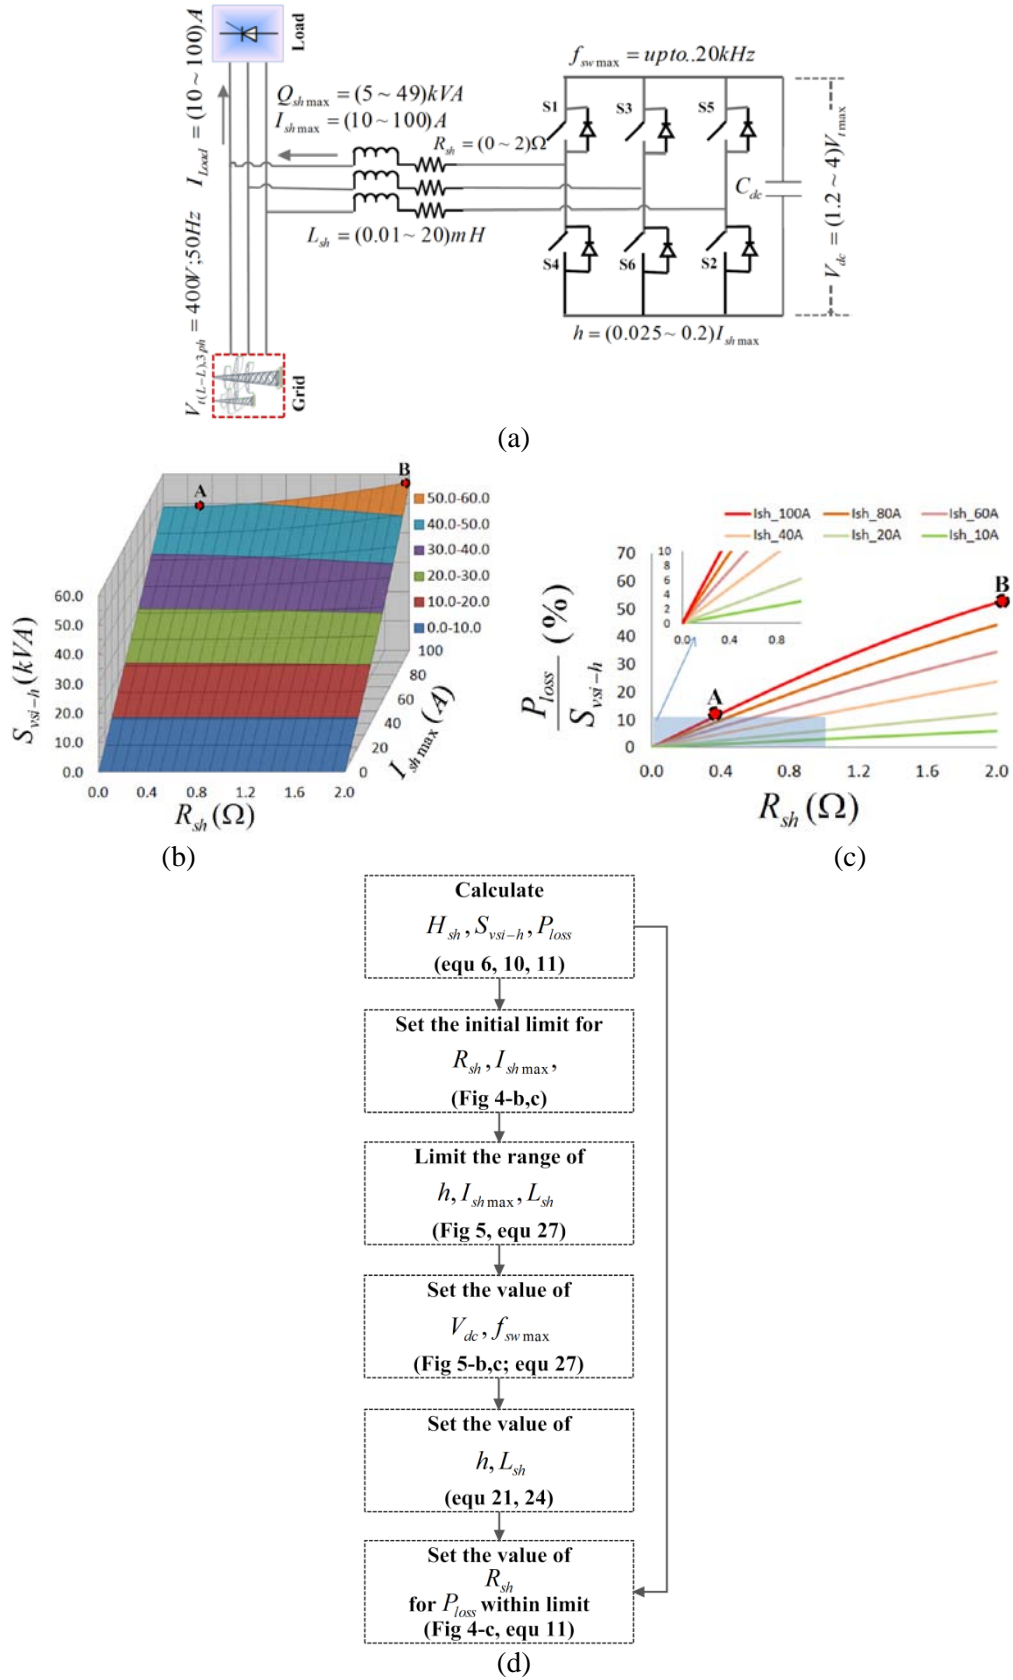 I_Load = (10 ~ 100)A
Load
V_t(L-L),3ph = 400V;50Hz
Grid
Q_sh max = (5 ~ 49)kVA
I_sh max = (10 ~ 100)A
R_sh = (0 ~ 2)Ω
L_sh = (0.01 ~ 20)mH
f_sw max = upto..20kHz
S1
S3
S5
S4
S6
S2
C_dc
V_dc = (1.2 ~ 4)V_t max
h = (0.025 ~ 0.2)I_sh max
(a)
A
B
50.0-60.0
40.0-50.0
30.0-40.0
20.0-30.0
10.0-20.0
0.0-10.0
60.0
50.0
40.0
30.0
20.0
10.0
0.0
S_vsi-h (kVA)
0.0 0.4 0.8 1.2 1.6 2.0
R_sh (Ω)
100
80
60
40
20
0
I_sh max (A)
(b)
Ish_100A Ish_80A Ish_60A
Ish_40A Ish_20A Ish_10A
70
60
50
40
30
20
10
0
P_loss / S_vsi-h (%)
10
8
6
4
2
0
0.0 0.4 0.8
A
B
0.0 0.4 0.8 1.2 1.6 2.0
R_sh (Ω)
(c)
Calculate
H_sh, S_vsi-h, P_loss
(equ 6, 10, 11)
Set the initial limit for
R_sh, I_sh max,
(Fig 4-b,c)
Limit the range of
h, I_sh max, L_sh
(Fig 5, equ 27)
Set the value of
V_dc, f_sw max
(Fig 5-b,c; equ 27)
Set the value of
h, L_sh
(equ 21, 24)
Set the value of
R_sh
for P_loss within limit
(Fig 4-c, equ 11)
(d)